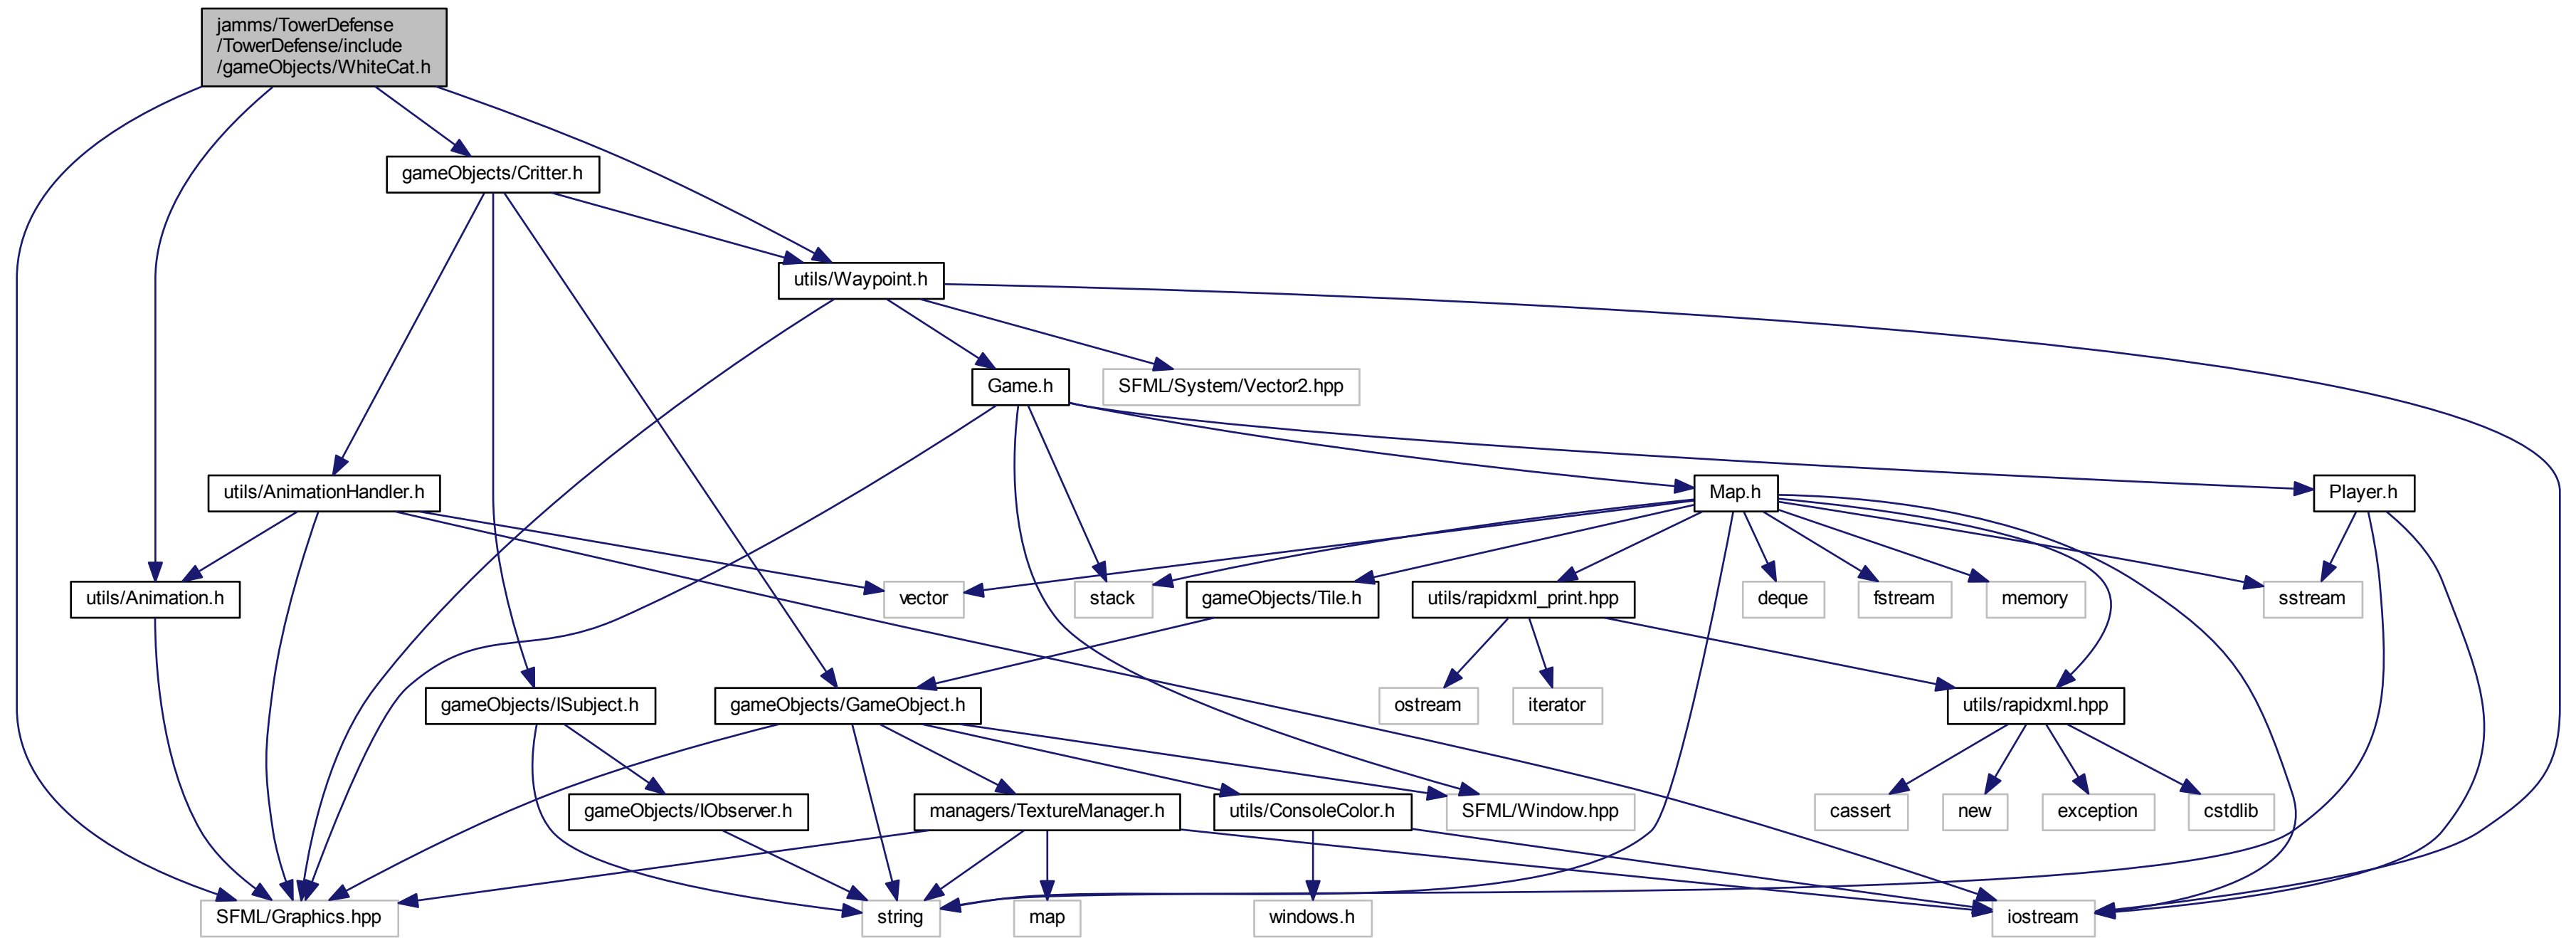 jamms/TowerDefense
/TowerDefense/include
/gameObjects/WhiteCat.h
gameObjects/Critter.h
utils/Waypoint.h
Game.h
SFML/System/Vector2.hpp
utils/AnimationHandler.h
Map.h
Player.h
utils/Animation.h
vector
stack
gameObjects/Tile.h
utils/rapidxml_print.hpp
deque
fstream
memory
sstream
gameObjects/ISubject.h
gameObjects/GameObject.h
ostream
iterator
utils/rapidxml.hpp
gameObjects/IObserver.h
managers/TextureManager.h
utils/ConsoleColor.h
SFML/Window.hpp
cassert
new
exception
cstdlib
SFML/Graphics.hpp
string
map
windows.h
iostream